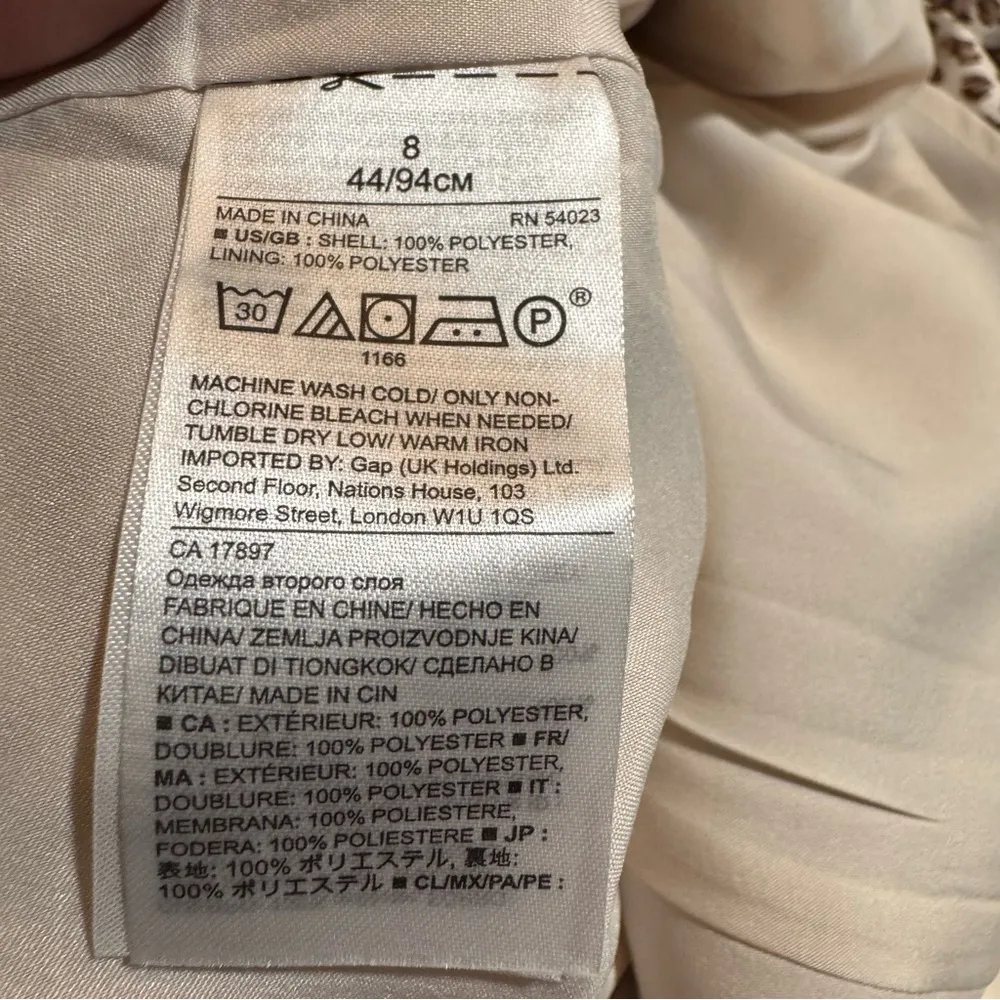 8
44/94CM
MADE IN CHINA RN 54023
■ US/GB : SHELL: 100% POLYESTER,
LINING: 100% POLYESTER
30 P ®
1166
MACHINE WASH COLD/ ONLY NON-
CHLORINE BLEACH WHEN NEEDED/
TUMBLE DRY LOW/ WARM IRON
IMPORTED BY: Gap (UK Holdings) Ltd.
Second Floor, Nations House, 103
Wigmore Street, London W1U 1QS
CA 17897
Одежда второго слоя
FABRIQUE EN CHINE/ HECHO EN
CHINA/ ZEMLJA PROIZVODNJE KINA/
DIBUAT DI TIONGKOK/ СДЕЛАНО В
КИТАЕ/ MADE IN CIN
■ CA : EXTÉRIEUR: 100% POLYESTER,
DOUBLURE: 100% POLYESTER ■ FR/
MA : EXTÉRIEUR: 100% POLYESTER,
DOUBLURE: 100% POLYESTER ■ IT :
MEMBRANA: 100% POLIESTERE,
FODERA: 100% POLIESTERE ■ JP :
表地: 100% ポリエステル, 裏地:
100% ポリエステル ■ CL/MX/PA/PE :